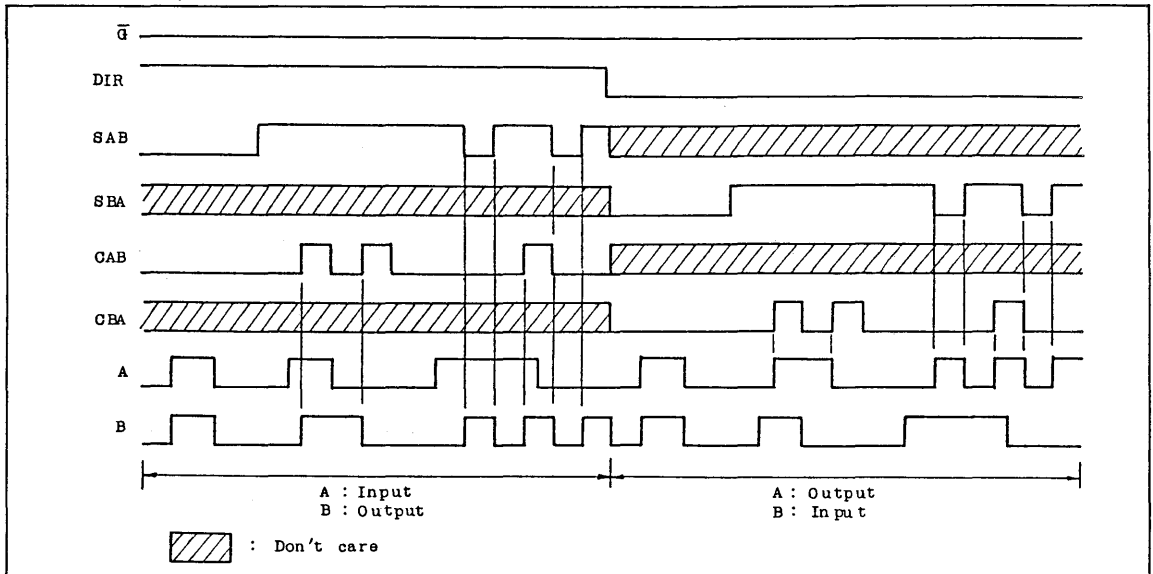 G̅
DIR
SAB
SBA
CAB
CBA
A
B
A : Input
B : Output
A : Output
B : Input
: Don't care